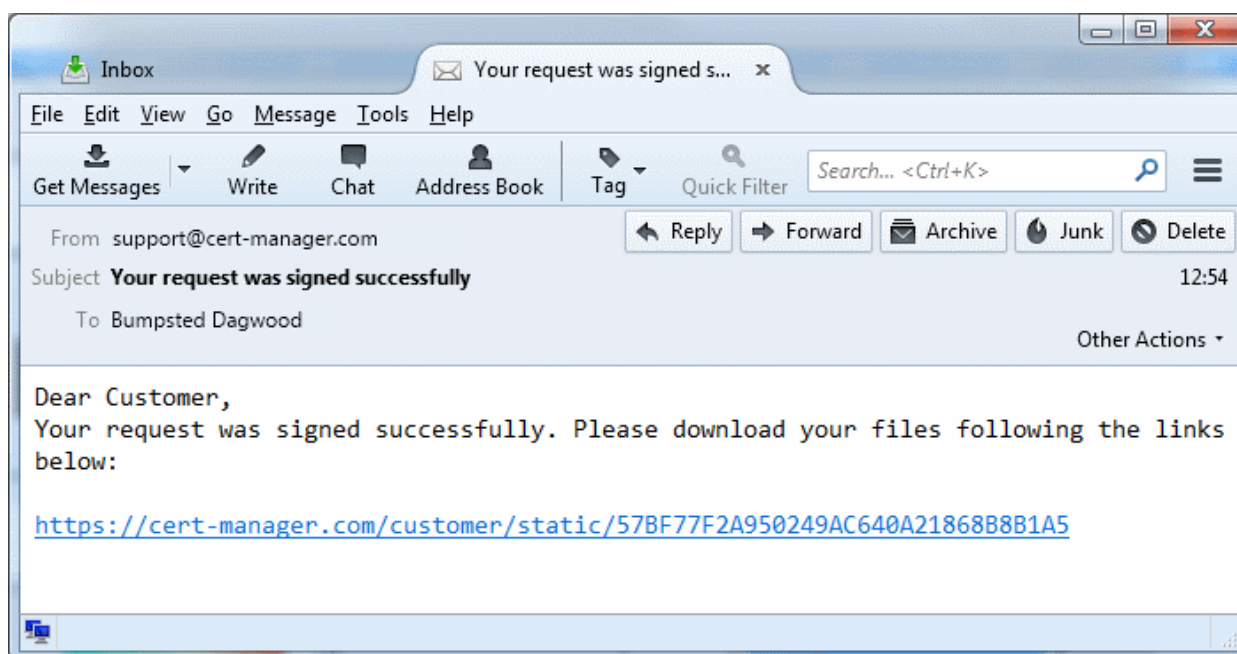 Inbox
Your request was signed s...
File Edit View Go Message Tools Help
Get Messages Write Chat Address Book Tag Quick Filter Search... <Ctrl+K>
From support@cert-manager.com Reply Forward Archive Junk Delete
Subject Your request was signed successfully 12:54
To Bumpsted Dagwood
Other Actions
Dear Customer,
Your request was signed successfully. Please download your files following the links
below:
https://cert-manager.com/customer/static/57BF77F2A950249AC640A21868B8B1A5